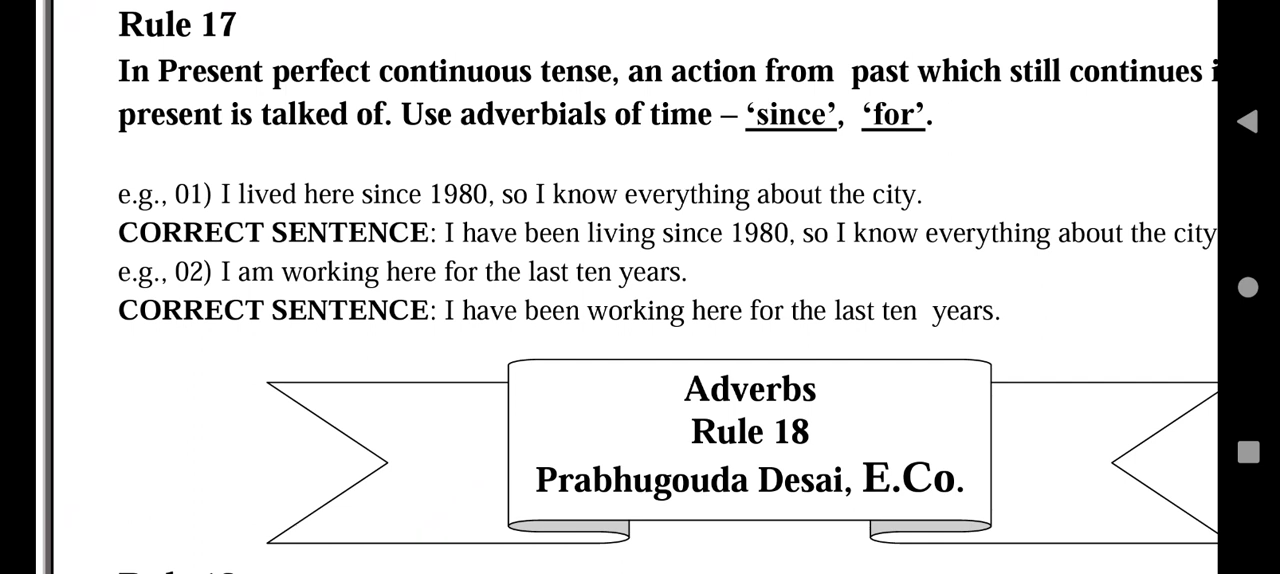 Rule 17
In Present perfect continuous tense, an action from past which still continues
present is talked of. Use adverbials of time – ‘since’, ‘for’.
e.g., 01) I lived here since 1980, so I know everything about the city.
CORRECT SENTENCE: I have been living since 1980, so I know everything about the city
e.g., 02) I am working here for the last ten years.
CORRECT SENTENCE: I have been working here for the last ten years.
Adverbs
Rule 18
Prabhugouda Desai, E.Co.